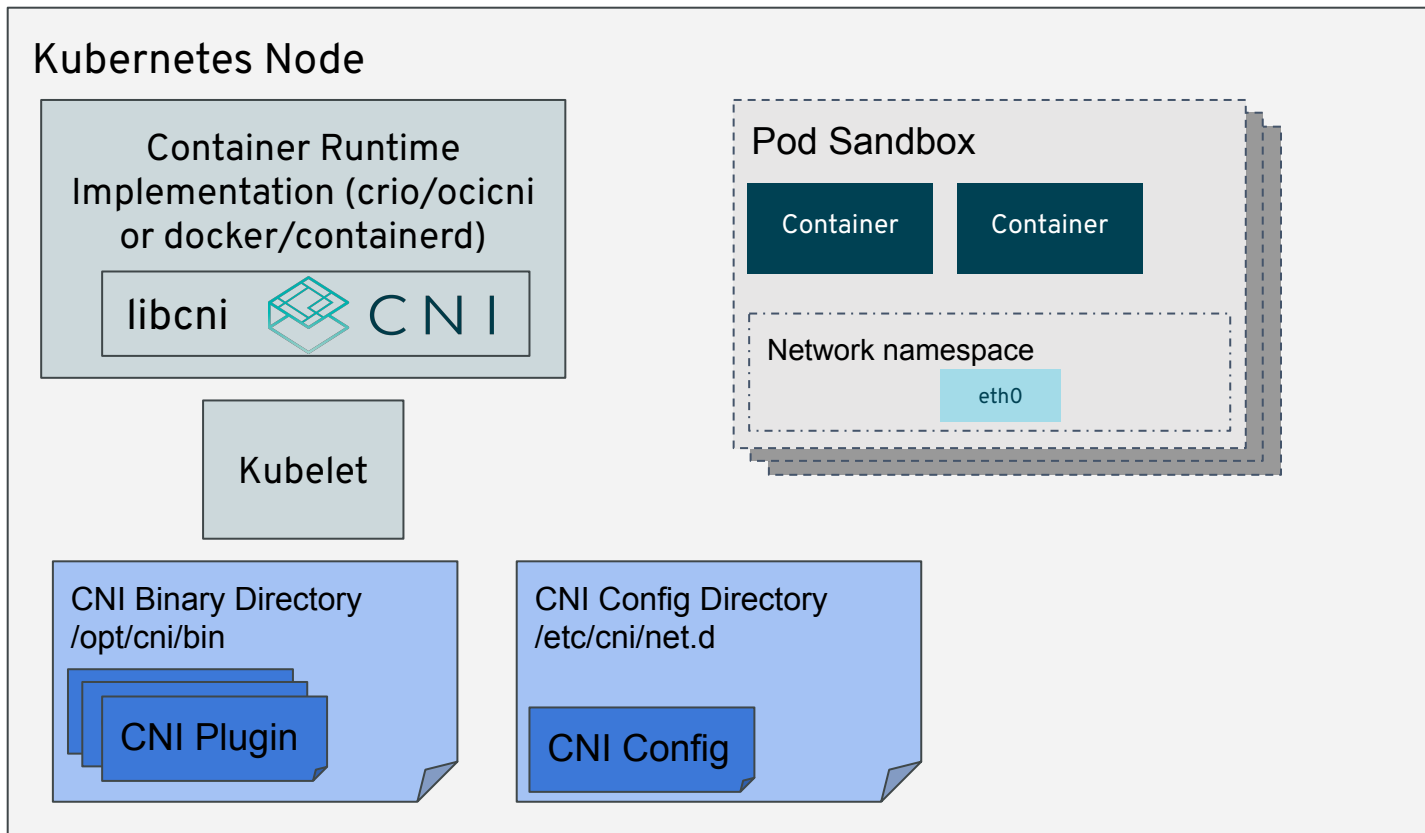 Kubernetes Node
Container Runtime
Implementation (crio/ocicni
or docker/containerd)
libcni
CNI
Kubelet
Pod Sandbox
Container
Container
Network namespace
eth0
CNI Binary Directory
/opt/cni/bin
CNI Plugin
CNI Config Directory
/etc/cni/net.d
CNI Config